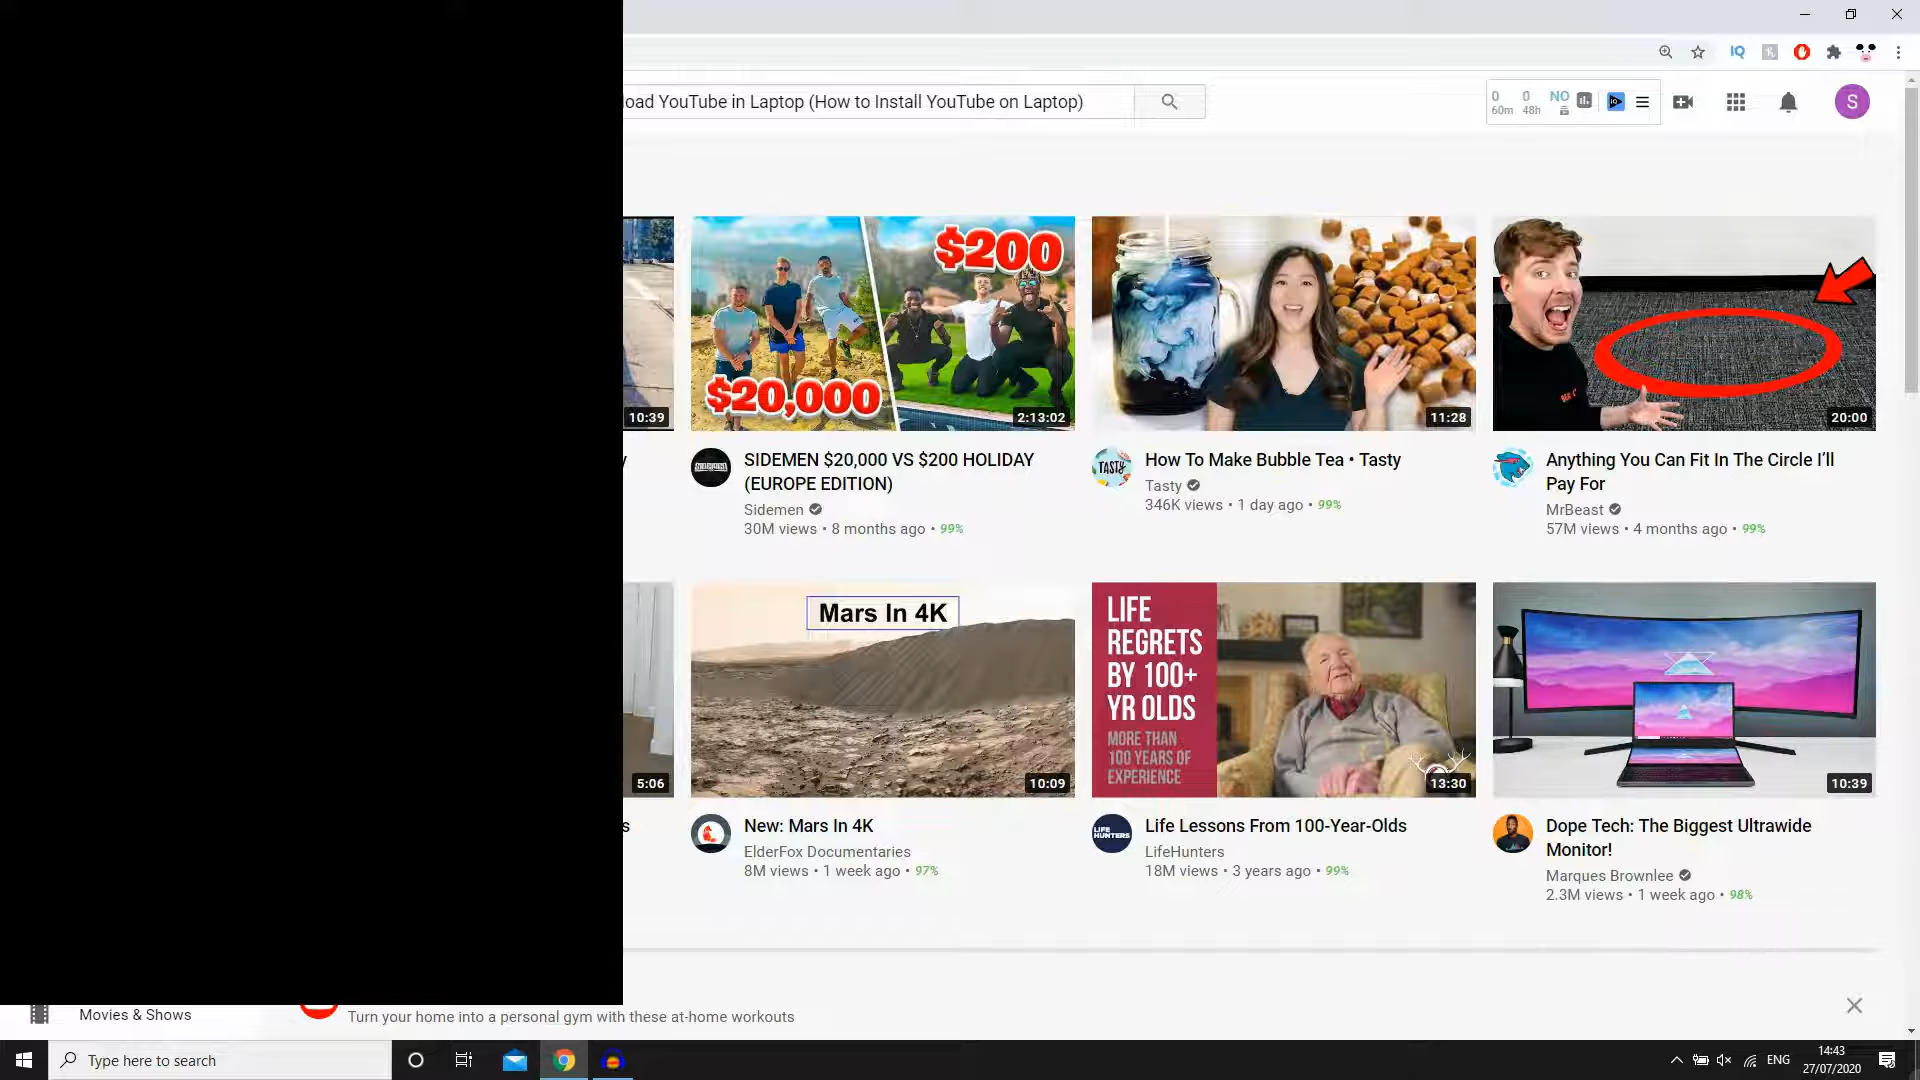 load YouTube in Laptop (How to Install YouTube on Laptop)
0 0 NO
60m 48h
S
$200
$20,000
10:39
2:13:02
11:28
20:00
SIDEMEN $20,000 VS $200 HOLIDAY
(EUROPE EDITION)
Sidemen
30M views • 8 months ago • 99%
TASTY
How To Make Bubble Tea • Tasty
Tasty
346K views • 1 day ago • 99%
Anything You Can Fit In The Circle I'll
Pay For
MrBeast
57M views • 4 months ago • 99%
Mars In 4K
LIFE
REGRETS
BY 100+
YR OLDS
MORE THAN
100 YEARS OF
EXPERIENCE
5:06
10:09
13:30
10:39
s
New: Mars In 4K
ElderFox Documentaries
8M views • 1 week ago • 97%
LIFE
HUNTERS
Life Lessons From 100-Year-Olds
LifeHunters
18M views • 3 years ago • 99%
Dope Tech: The Biggest Ultrawide
Monitor!
Marques Brownlee
2.3M views • 1 week ago • 98%
Movies & Shows
Turn your home into a personal gym with these at-home workouts
Type here to search
ENG
14:43
27/07/2020